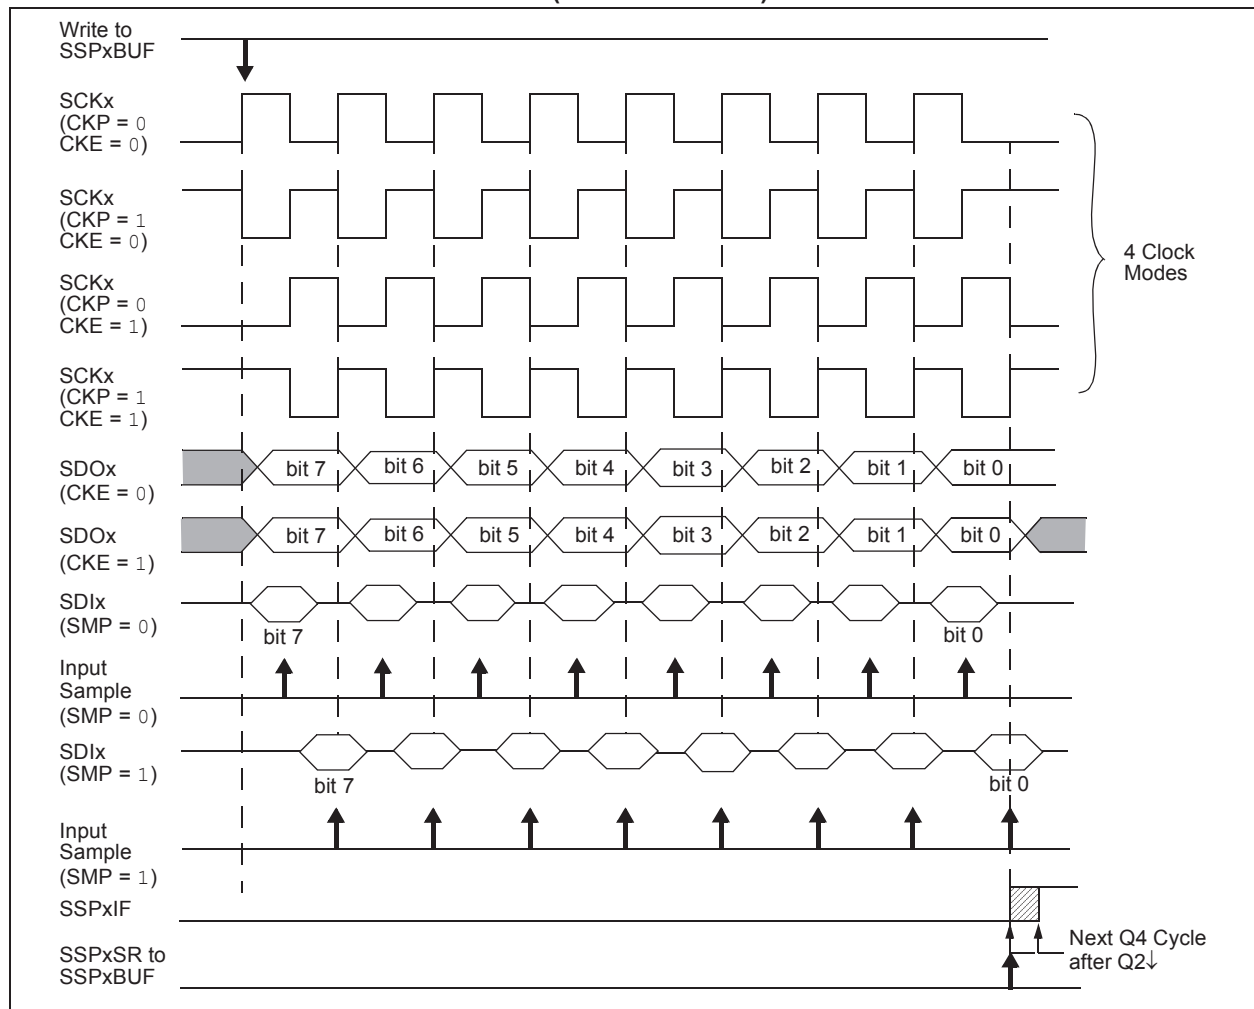 Write to
SSPxBUF
SCKx
(CKP = 0
CKE = 0)
SCKx
(CKP = 1
CKE = 0)
SCKx
(CKP = 0
CKE = 1)
SCKx
(CKP = 1
CKE = 1)
4 Clock
Modes
SDOx
(CKE = 0)
bit 7 bit 6 bit 5 bit 4 bit 3 bit 2 bit 1 bit 0
SDOx
(CKE = 1)
bit 7 bit 6 bit 5 bit 4 bit 3 bit 2 bit 1 bit 0
SDIx
(SMP = 0)
bit 7 bit 0
Input
Sample
(SMP = 0)
SDIx
(SMP = 1)
bit 7 bit 0
Input
Sample
(SMP = 1)
SSPxIF
SSPxSR to
SSPxBUF
Next Q4 Cycle
after Q2↓